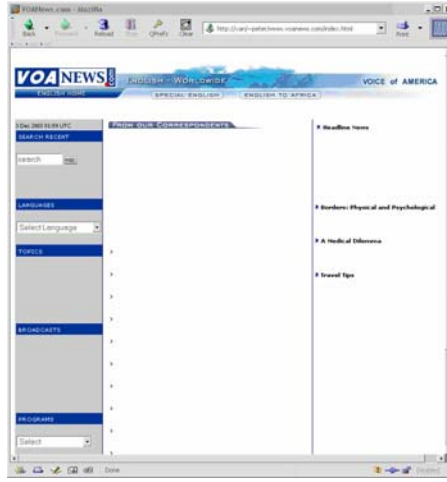 VOANews.com - Mozilla
Back
Reload
Stop
Clear
Print
VOA NEWS
ENGLISH - WORLDWIDE
VOICE of AMERICA
ENGLISH HOME
SPECIAL ENGLISH
ENGLISH TO AFRICA
FROM OUR CORRESPONDENTS
Headline News
SEARCH RECENT
search
LANGUAGES
Select Language
Borders: Physical and Psychological
A Medical Dilemma
TOPICS
Travel Tips
BROADCASTS
PROGRAMS
Select
Done